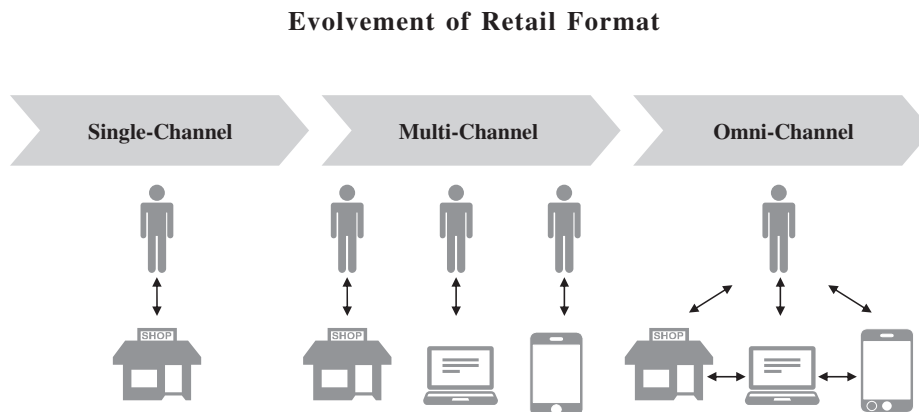 Evolvement of Retail Format
Single-Channel
Multi-Channel
Omni-Channel
SHOP
SHOP
SHOP